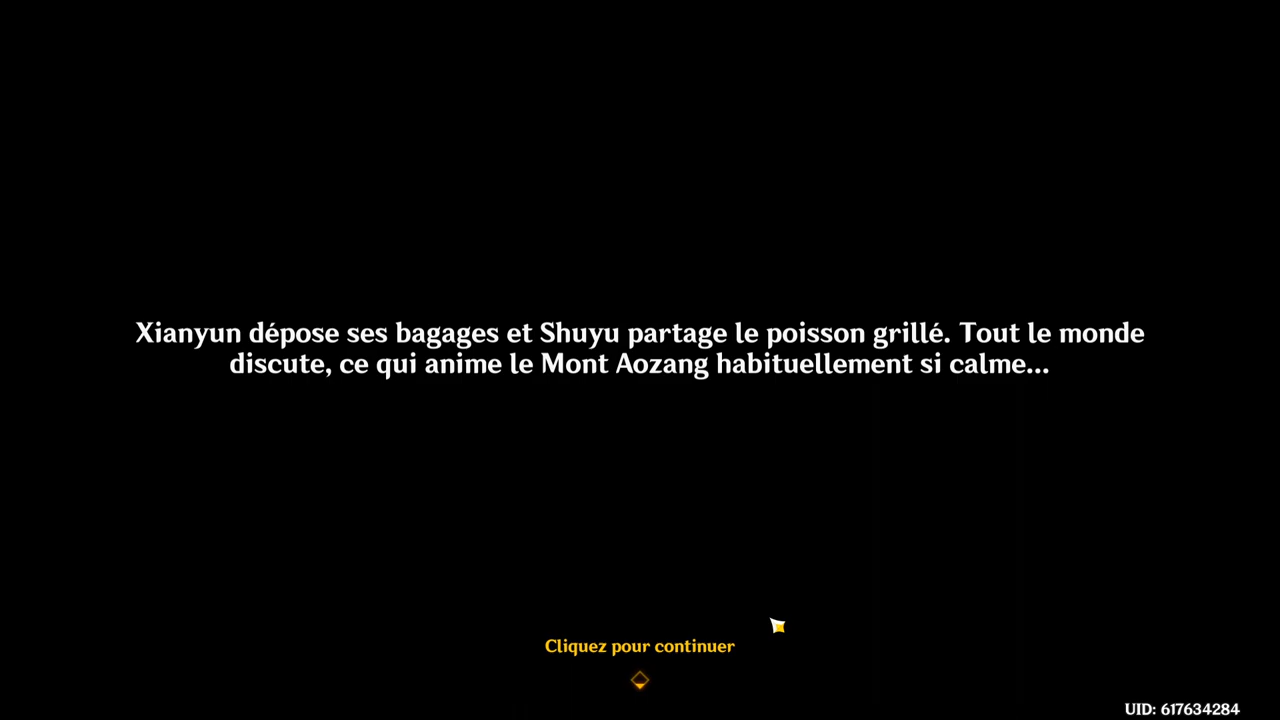 Xianyun dépose ses bagages et Shuyu partage le poisson grillé. Tout le monde
discute, ce qui anime le Mont Aozang habituellement si calme...
Cliquez pour continuer
UID: 617634284